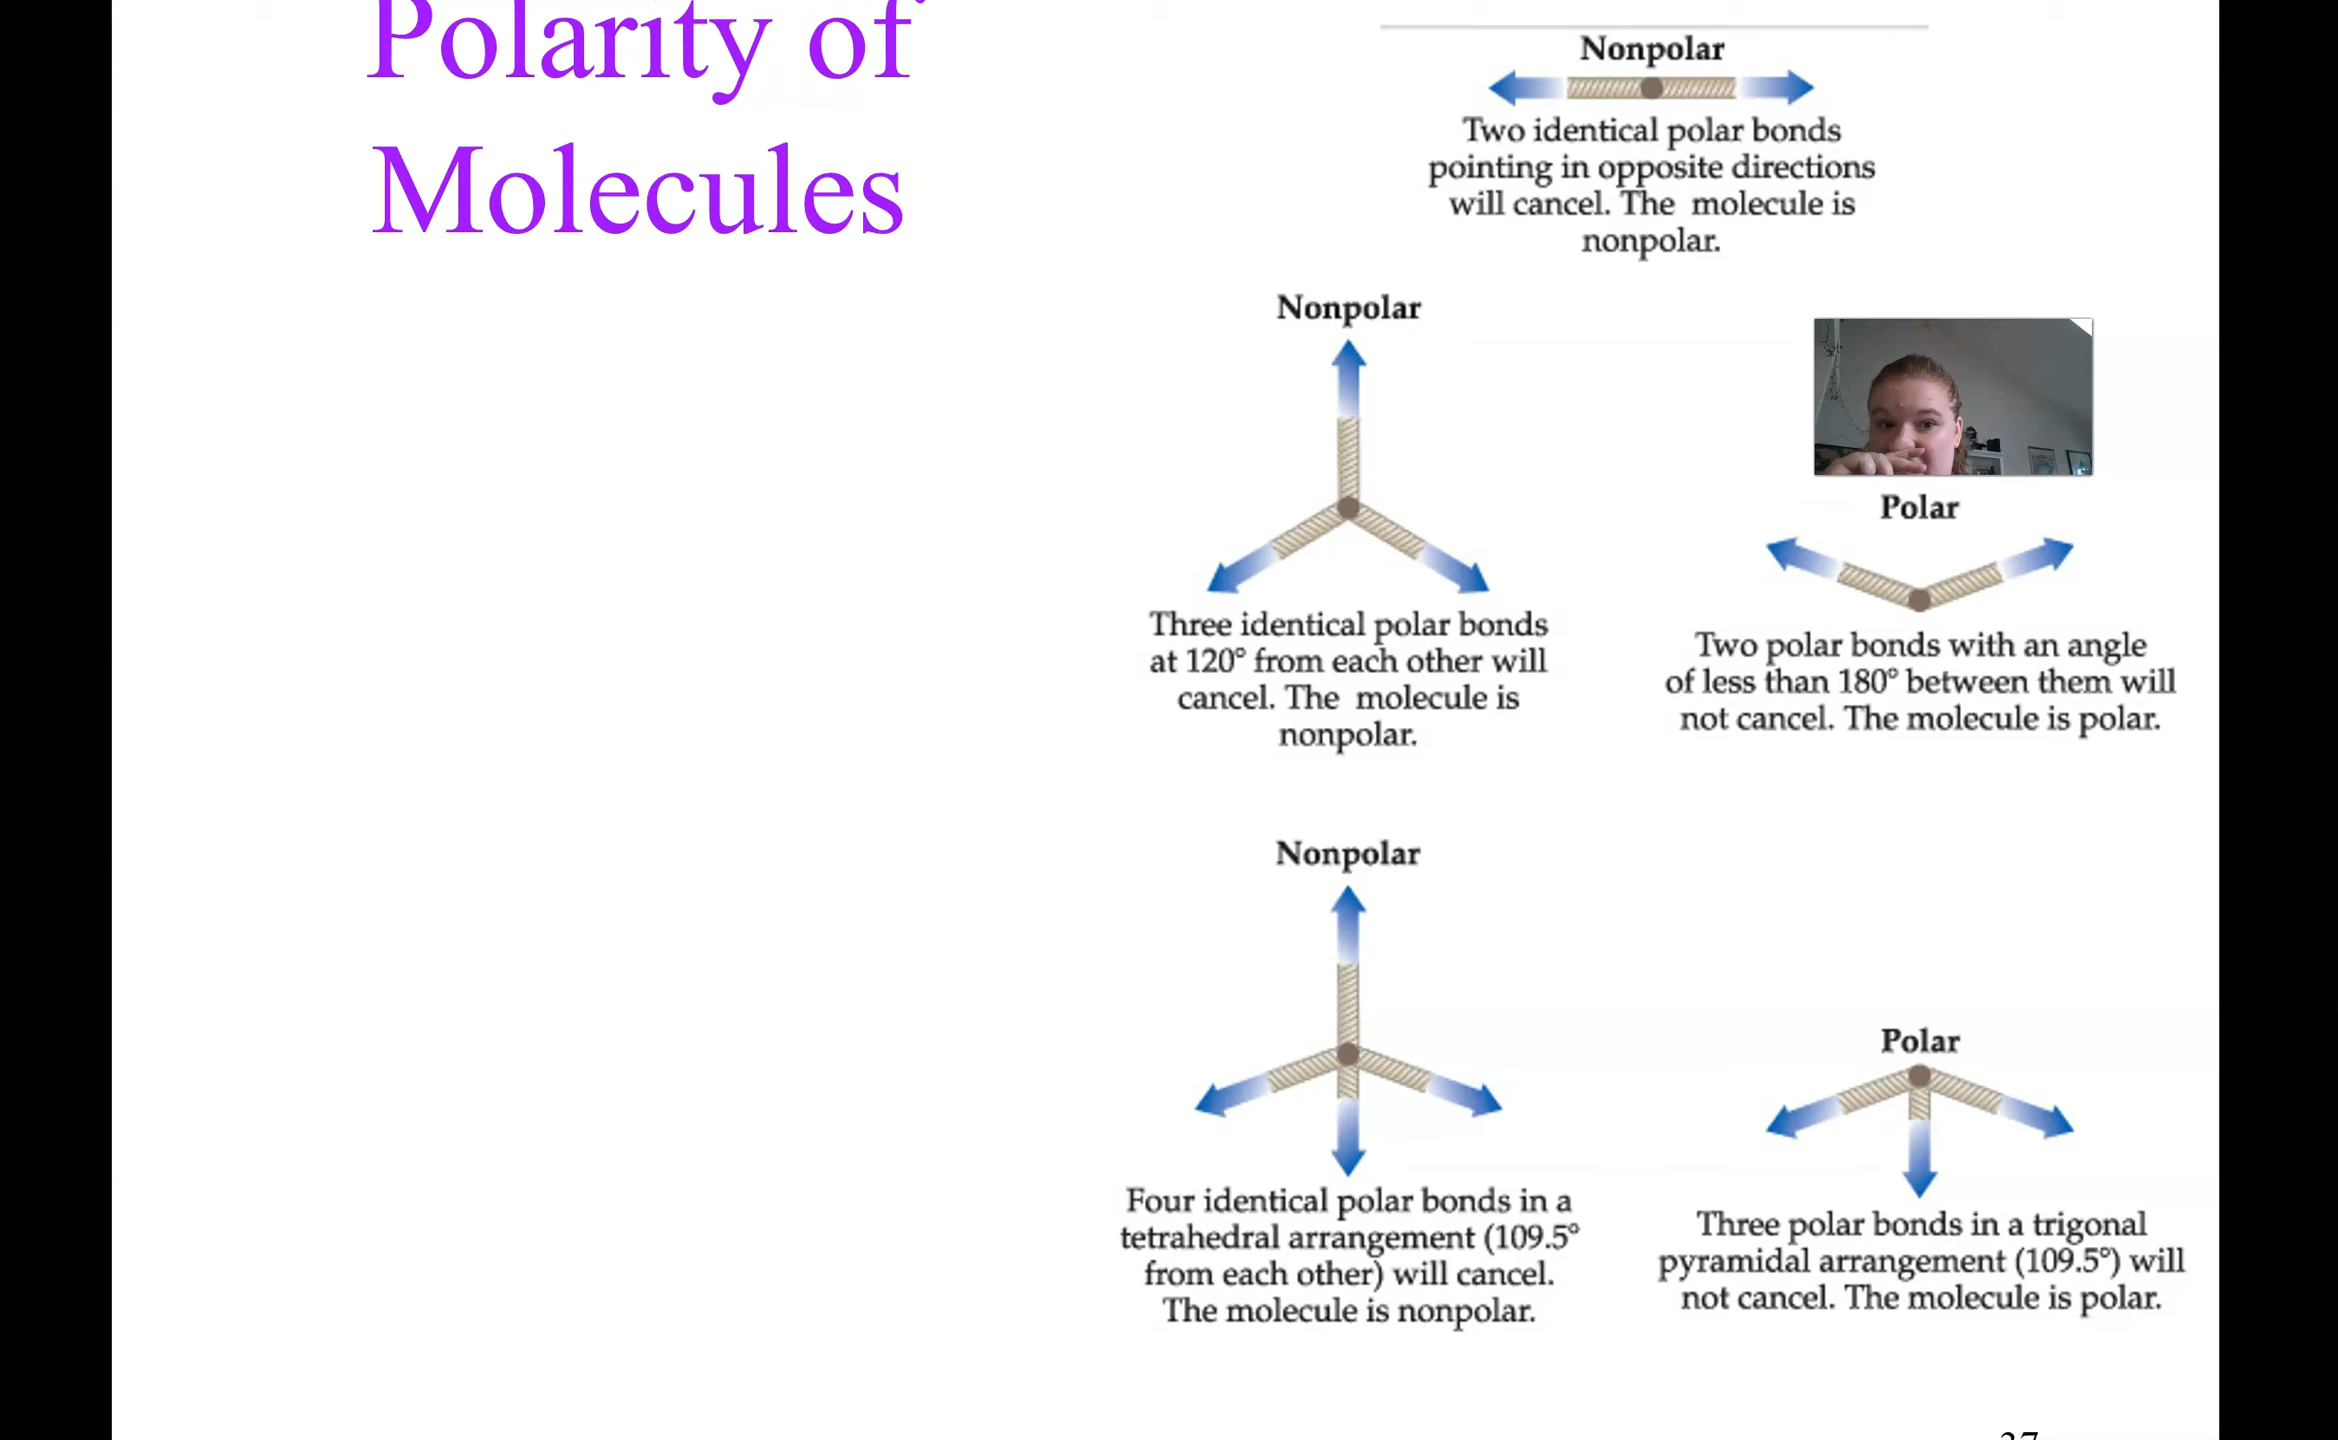 Polarity of
Molecules
Nonpolar
Two identical polar bonds
pointing in opposite directions
will cancel. The molecule is
nonpolar.
Nonpolar
Three identical polar bonds
at 120° from each other will
cancel. The molecule is
nonpolar.
Polar
Two polar bonds with an angle
of less than 180° between them will
not cancel. The molecule is polar.
Nonpolar
Four identical polar bonds in a
tetrahedral arrangement (109.5°
from each other) will cancel.
The molecule is nonpolar.
Polar
Three polar bonds in a trigonal
pyramidal arrangement (109.5°) will
not cancel. The molecule is polar.